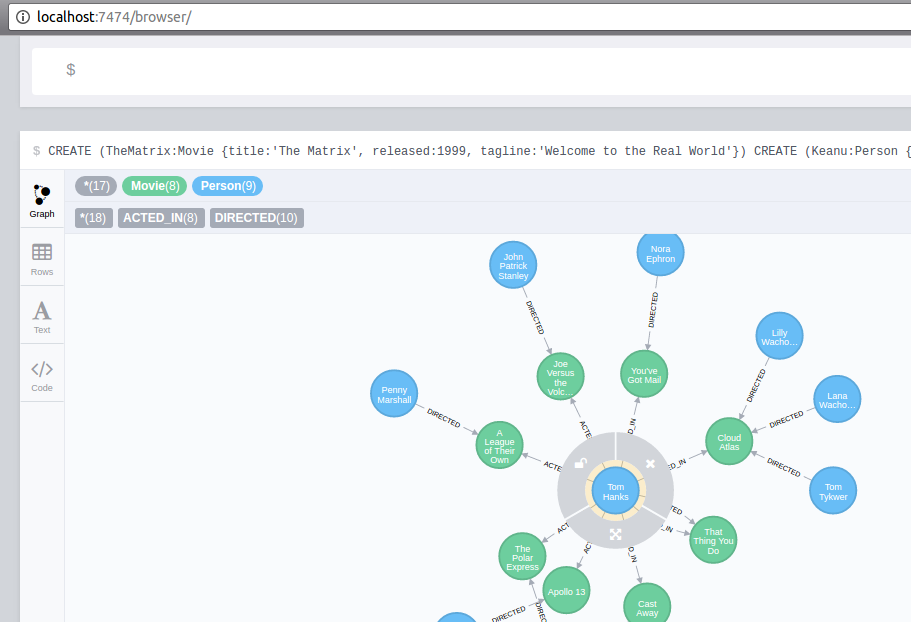 localhost:7474/browser/
$
$ CREATE (TheMatrix:Movie {title:'The Matrix', released:1999, tagline:'Welcome to the Real World'}) CREATE (Keanu:Person {
*(17) Movie(8) Person(9)
*(18) ACTED_IN(8) DIRECTED(10)
Graph
Rows
Text
Code
John
Patrick
Stanley
Nora
Ephron
DIRECTED
DIRECTED
Lilly
Wacho...
Joe
Versus
the
Volc...
You've
Got Mail
DIRECTED
Penny
Marshall
DIRECTED
Lana
Wacho...
DIRECTED
ACTE
D_IN
A
League
of Their
Own
Cloud
Atlas
ACTE
ED_IN
DIRECTED
Tom
Hanks
Tom
Tykwer
TED
_IN
ACT
AC
D_IN
That
Thing You
Do
The
Polar
Express
Apollo 13
Cast
Away
DIRECTED
DIREC